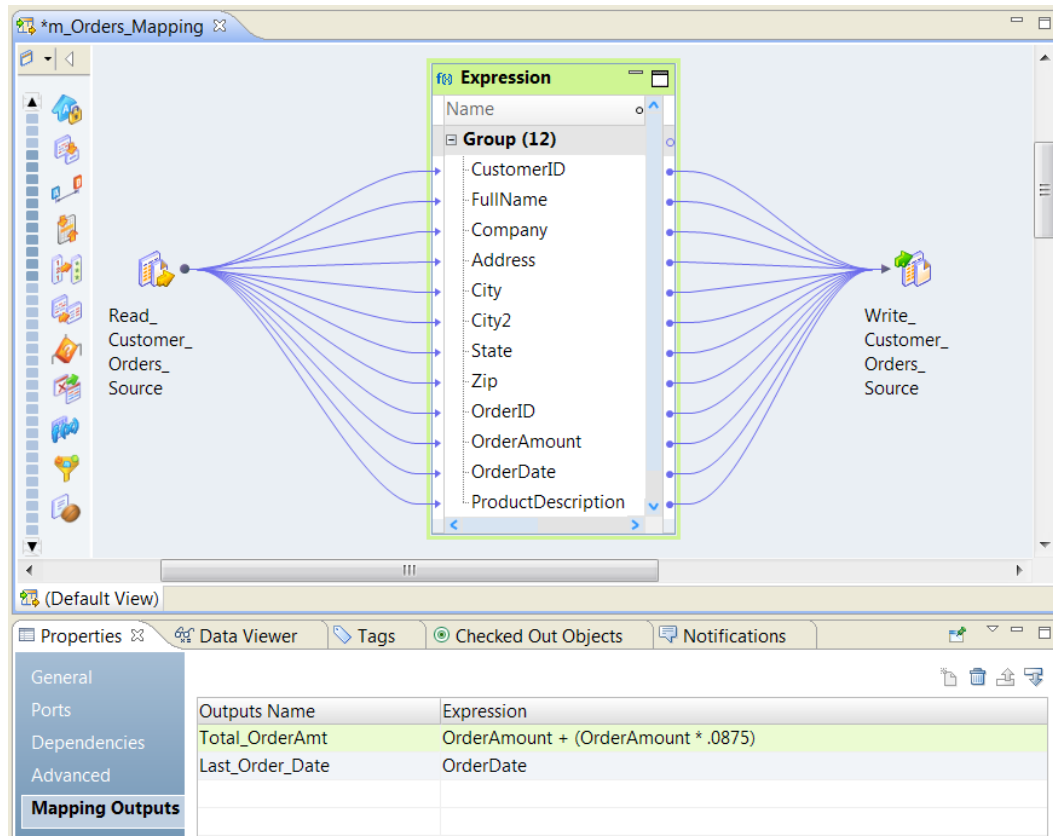 *m_Orders_Mapping
f(x) Expression
Name
Group (12)
CustomerID
FullName
Company
Address
City
City2
State
Zip
OrderID
OrderAmount
OrderDate
ProductDescription
Read_
Customer_
Orders_
Source
Write_
Customer_
Orders_
Source
(Default View)
Properties Data Viewer Tags Checked Out Objects Notifications
General
Ports
Dependencies
Advanced
Mapping Outputs
Outputs Name Expression
Total_OrderAmt OrderAmount + (OrderAmount * .0875)
Last_Order_Date OrderDate